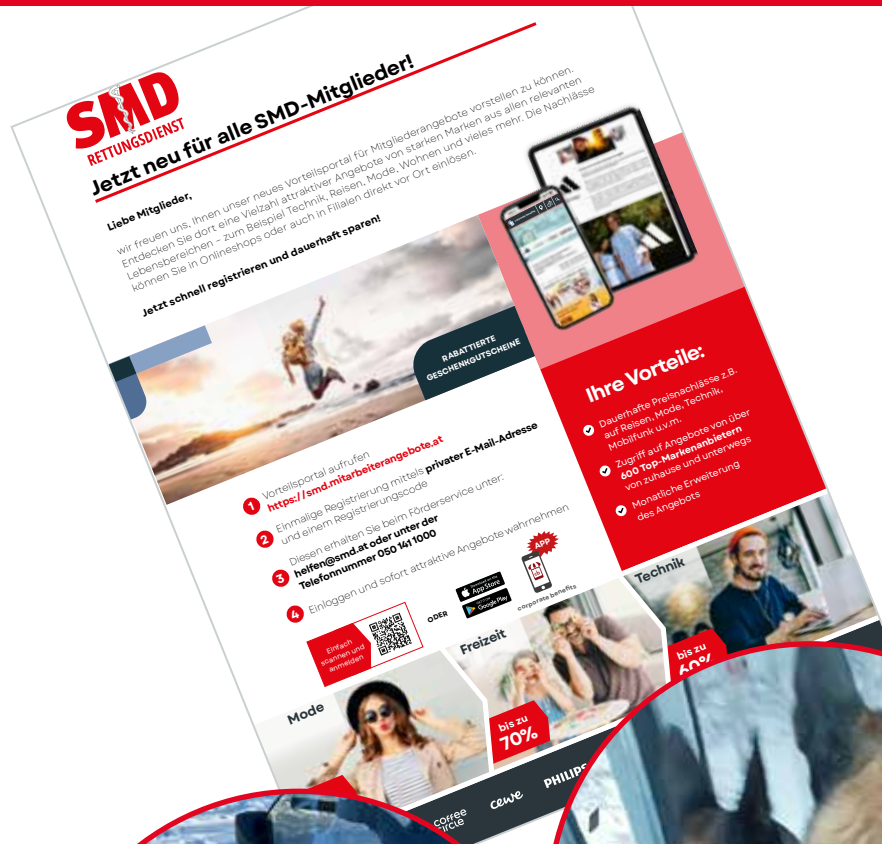 SMD
RETTUNGSDIENST
Jetzt neu für alle SMD-Mitglieder!
Liebe Mitglieder,
wir freuen uns, Ihnen unser neues Vorteilsportal für Mitgliederangebote vorstellen zu können.
Entdecken Sie dort eine Vielzahl attraktiver Angebote von starken Marken aus allen relevanten
Lebensbereichen – zum Beispiel Technik, Reisen, Mode, Wohnen und vieles mehr. Die Nachlässe
können Sie in Onlineshops oder auch in Filialen direkt vor Ort einlösen.
Jetzt schnell registrieren und dauerhaft sparen!
RABATTIERTE
GESCHENKGUTSCHEINE
Ihre Vorteile:
Dauerhafte Preisnachlässe z.B.
auf Reisen, Mode, Technik,
Mobilfunk u.v.m.
Zugriff auf Angebote von über
600 Top-Markenanbietern
von zuhause und unterwegs
Monatliche Erweiterung
des Angebots
1 Vorteilsportal aufrufen
https://smd.mitarbeiterangebote.at
2 Einmalige Registrierung mittels privater E-Mail-Adresse
und einem Registrierungscode
3 Diesen erhalten Sie beim Förderservice unter:
helfen@smd.at oder unter der
Telefonnummer 050 141 1000
4 Einloggen und sofort attraktive Angebote wahrnehmen
Einfach
scannen und
anmelden
ODER
App Store
Google Play
APP
corporate benefits
Mode
Freizeit
bis zu
70%
Technik
bis zu
60%
coffee
circle
cewe
PHILIPS